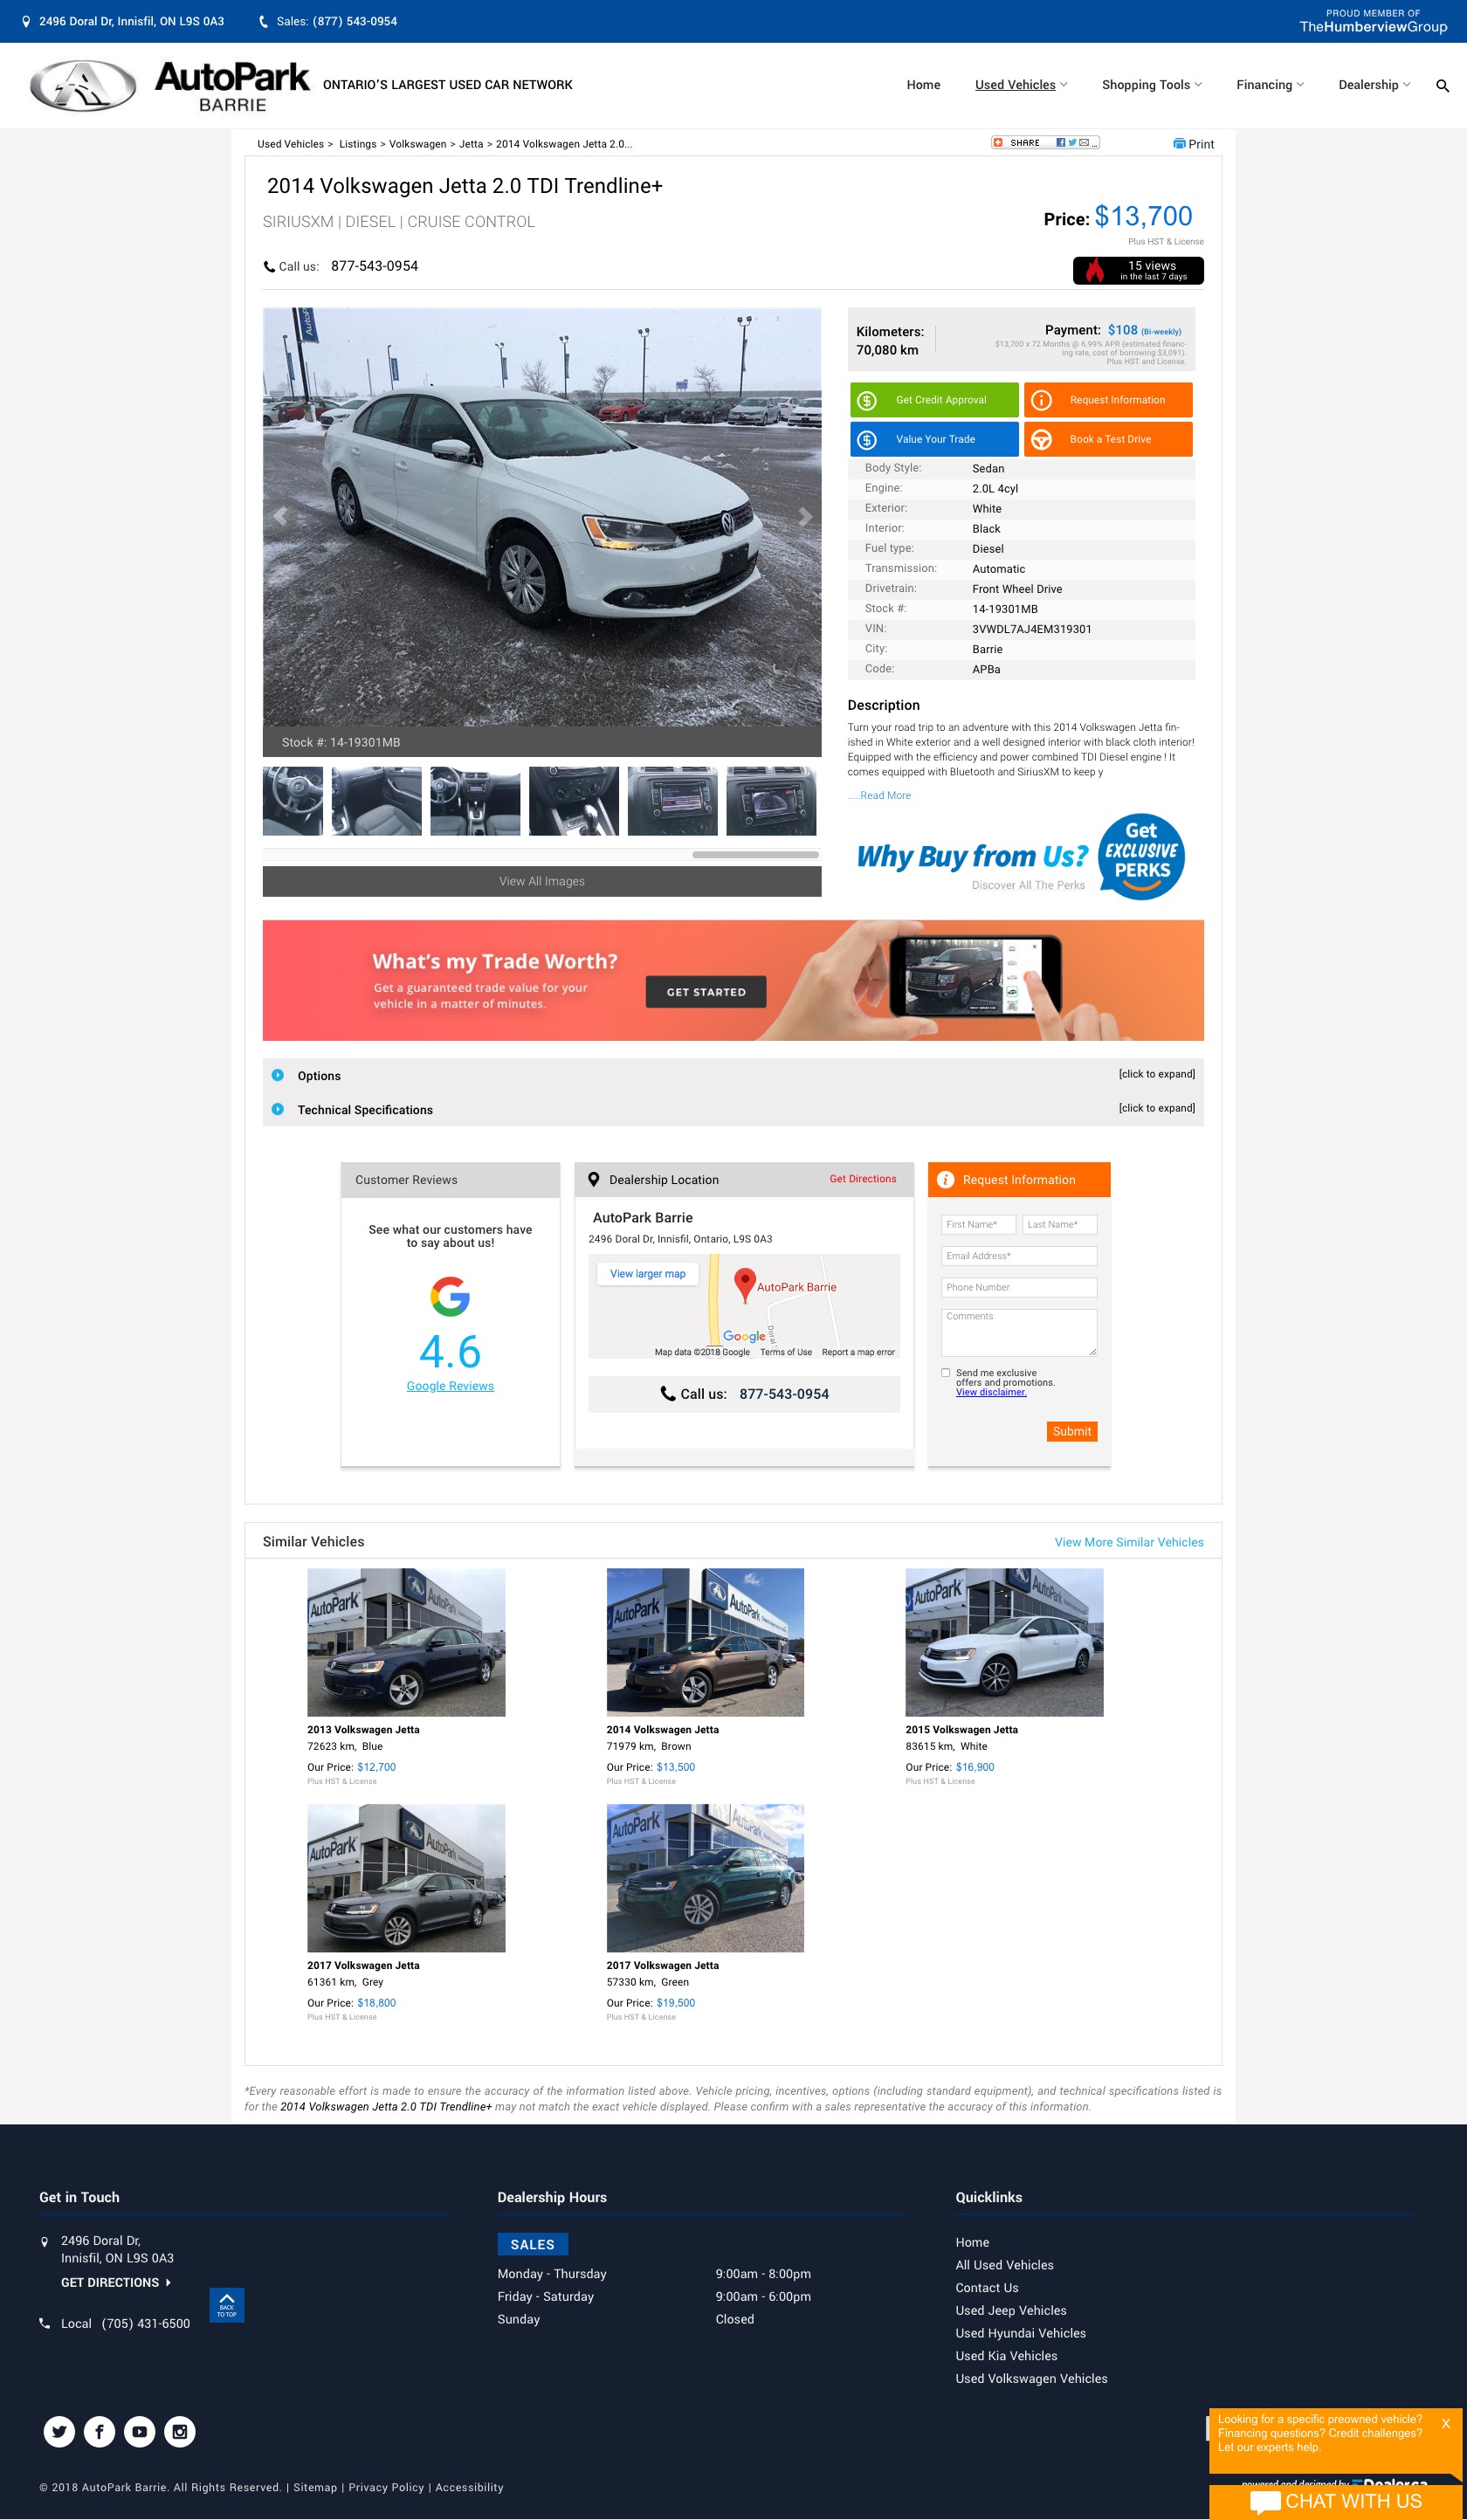 2496 Doral Dr, Innisfil, ON L9S 0A3
Sales: (877) 543-0954
PROUD MEMBER OF
TheHumberviewGroup
AutoPark
BARRIE
ONTARIO'S LARGEST USED CAR NETWORK
Home
Used Vehicles
Shopping Tools
Financing
Dealership
Used Vehicles > Listings > Volkswagen > Jetta > 2014 Volkswagen Jetta 2.0...
SHARE
Print
2014 Volkswagen Jetta 2.0 TDI Trendline+
SIRIUSXM | DIESEL | CRUISE CONTROL
Price: $13,700
Plus HST & License
Call us: 877-543-0954
15 views
in the last 7 days
Stock #: 14-19301MB
View All Images
Kilometers:
70,080 km
Payment: $108 (Bi-weekly)
$13,700 x 72 Months @ 6.99% APR (estimated financ-
ing rate, cost of borrowing $3,091).
Plus HST and License.
Get Credit Approval
Request Information
Value Your Trade
Book a Test Drive
Body Style: Sedan
Engine: 2.0L 4cyl
Exterior: White
Interior: Black
Fuel type: Diesel
Transmission: Automatic
Drivetrain: Front Wheel Drive
Stock #: 14-19301MB
VIN: 3VWDL7AJ4EM319301
City: Barrie
Code: APBa
Description
Turn your road trip to an adventure with this 2014 Volkswagen Jetta fin-
ished in White exterior and a well designed interior with black cloth interior!
Equipped with the efficiency and power combined TDI Diesel engine ! It
comes equipped with Bluetooth and SiriusXM to keep y
.....Read More
Why Buy from Us?
Discover All The Perks
Get
EXCLUSIVE
PERKS
What's my Trade Worth?
Get a guaranteed trade value for your
vehicle in a matter of minutes.
GET STARTED
Options [click to expand]
Technical Specifications [click to expand]
Customer Reviews
See what our customers have
to say about us!
4.6
Google Reviews
Dealership Location
Get Directions
AutoPark Barrie
2496 Doral Dr, Innisfil, Ontario, L9S 0A3
View larger map
AutoPark Barrie
Doral
Google
Map data ©2018 Google Terms of Use Report a map error
Call us: 877-543-0954
Request Information
First Name*
Last Name*
Email Address*
Phone Number
Comments
Send me exclusive
offers and promotions.
View disclaimer.
Submit
Similar Vehicles
View More Similar Vehicles
AutoPark
AutoPark
AutoPark
2013 Volkswagen Jetta
72623 km, Blue
Our Price: $12,700
Plus HST & License
2014 Volkswagen Jetta
71979 km, Brown
Our Price: $13,500
Plus HST & License
2015 Volkswagen Jetta
83615 km, White
Our Price: $16,900
Plus HST & License
AutoPark
AutoPark
2017 Volkswagen Jetta
61361 km, Grey
Our Price: $18,800
Plus HST & License
2017 Volkswagen Jetta
57330 km, Green
Our Price: $19,500
Plus HST & License
*Every reasonable effort is made to ensure the accuracy of the information listed above. Vehicle pricing, incentives, options (including standard equipment), and technical specifications listed is
for the 2014 Volkswagen Jetta 2.0 TDI Trendline+ may not match the exact vehicle displayed. Please confirm with a sales representative the accuracy of this information.
Get in Touch
2496 Doral Dr,
Innisfil, ON L9S 0A3
GET DIRECTIONS
Local (705) 431-6500
BACK
TO TOP
Dealership Hours
SALES
Monday - Thursday 9:00am - 8:00pm
Friday - Saturday 9:00am - 6:00pm
Sunday Closed
Quicklinks
Home
All Used Vehicles
Contact Us
Used Jeep Vehicles
Used Hyundai Vehicles
Used Kia Vehicles
Used Volkswagen Vehicles
Looking for a specific preowned vehicle?
Financing questions? Credit challenges?
Let our experts help.
X
CHAT WITH US
© 2018 AutoPark Barrie. All Rights Reserved. | Sitemap | Privacy Policy | Accessibility